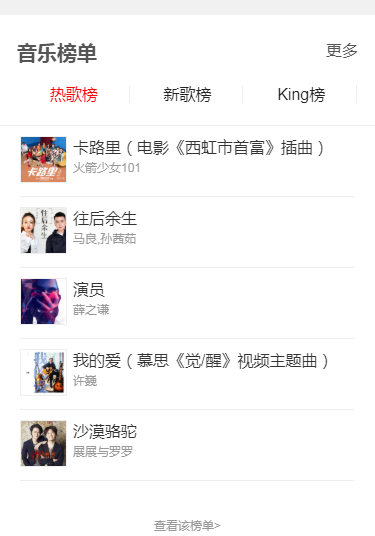 音乐榜单
更多
热歌榜
新歌榜
King榜
卡路里（电影《西虹市首富》插曲）
火箭少女101
卡路里
往后余生
马良,孙茜茹
往后余生
演员
薛之谦
我的爱（慕思《觉/醒》视频主题曲）
许巍
沙漠骆驼
展展与罗罗
查看该榜单>